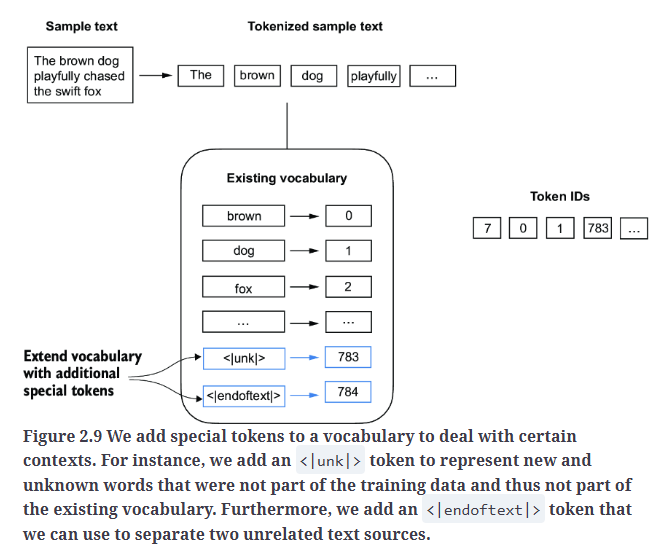 Sample text
Tokenized sample text
The brown dog
playfully chased
the swift fox
The brown dog playfully ...
Existing vocabulary
brown 0
dog 1
fox 2
... ...
<|unk|> 783
<|endoftext|> 784
Extend vocabulary
with additional
special tokens
Token IDs
7 0 1 783 ...
Figure 2.9 We add special tokens to a vocabulary to deal with certain
contexts. For instance, we add an <|unk|> token to represent new and
unknown words that were not part of the training data and thus not part of
the existing vocabulary. Furthermore, we add an <|endoftext|> token that
we can use to separate two unrelated text sources.